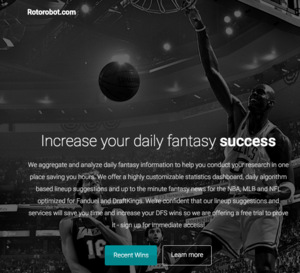 Rotorobot.com
Increase your daily fantasy success
We aggregate and analyze daily fantasy information to help you conduct your research in one
place saving you hours. We offer a highly customizable statistics dashboard, daily algorithm
based lineup suggestions and up to the minute fantasy news for the NBA, MLB and NFL
optimized for Fanduel and DraftKings. We're confident that our lineup suggestions and
services will save you time and increase your DFS wins so we are offering a free trial to prove
it - sign up for immediate access!
18
Recent Wins
Learn more